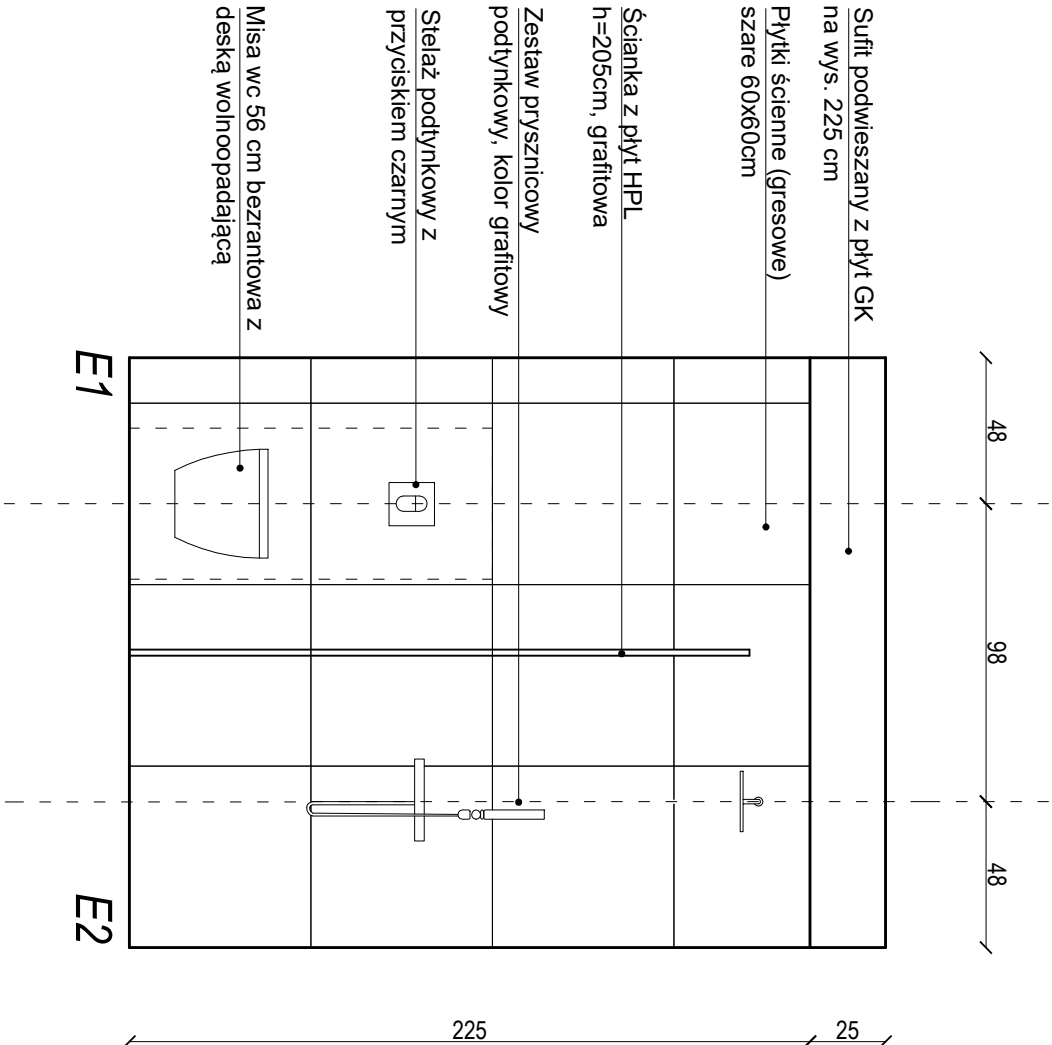 Sufit podwieszany z płyt GK
na wys. 225 cm
Płytki ścienne (gresowe)
szare 60x60cm
Ścianka z płyt HPL
h=205cm, grafitowa
Zestaw prysznicowy
podtynkowy, kolor grafitowy
Stelaż podtynkowy z
przyciskiem czarnym
Misa wc 56 cm bezrantowa z
deską wolnoopadającą
48
98
48
25
225
E1
E2